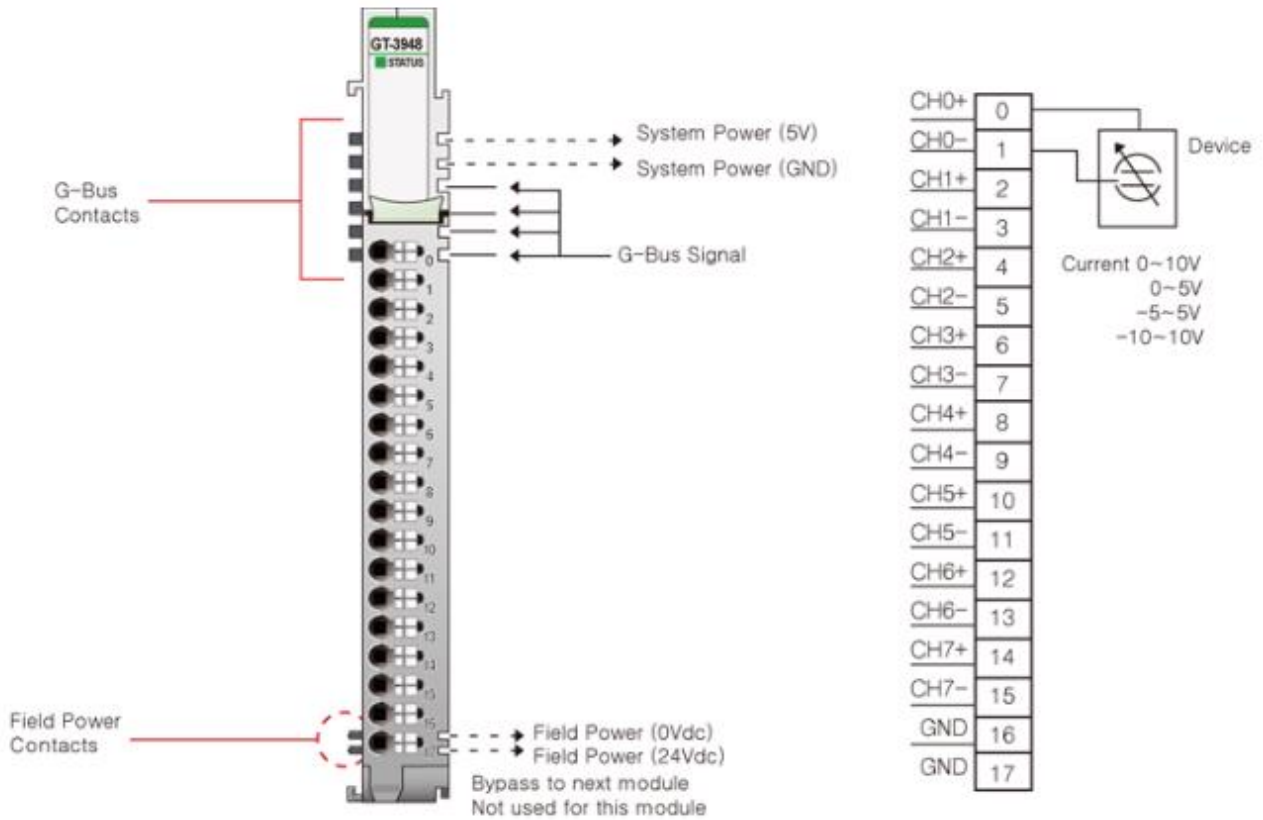 GT-3948
STATUS
System Power (5V)
System Power (GND)
G-Bus
Contacts
G-Bus Signal
0
1
2
3
4
5
6
7
8
9
10
11
12
13
14
15
16
Field Power
Contacts
Field Power (0Vdc)
Field Power (24Vdc)
Bypass to next module
Not used for this module
CH0+ 0
CH0- 1
CH1+ 2
CH1- 3
CH2+ 4
CH2- 5
CH3+ 6
CH3- 7
CH4+ 8
CH4- 9
CH5+ 10
CH5- 11
CH6+ 12
CH6- 13
CH7+ 14
CH7- 15
GND 16
GND 17
Device
Current 0~10V
0~5V
-5~5V
-10~10V